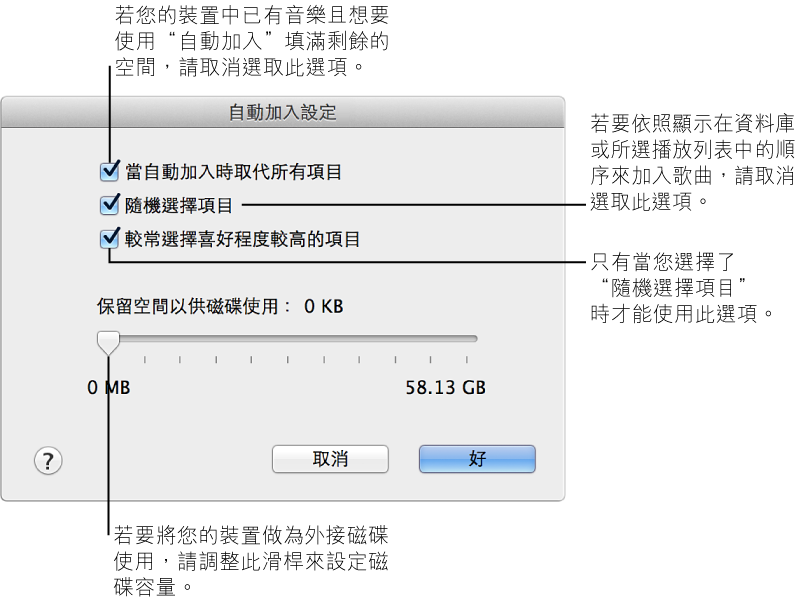 若您的裝置中已有音樂且想要
使用“自動加入”填滿剩餘的
空間，請取消選取此選項。
自動加入設定
若要依照顯示在資料庫
或所選播放列表中的順
序來加入歌曲，請取消
選取此選項。
當自動加入時取代所有項目
隨機選擇項目
較常選擇喜好程度較高的項目
只有當您選擇了
“隨機選擇項目”
時才能使用此選項。
保留空間以供磁碟使用： 0 KB
0 MB 58.13 GB
? 取消 好
若要將您的裝置做為外接磁碟
使用，請調整此滑桿來設定磁
碟容量。